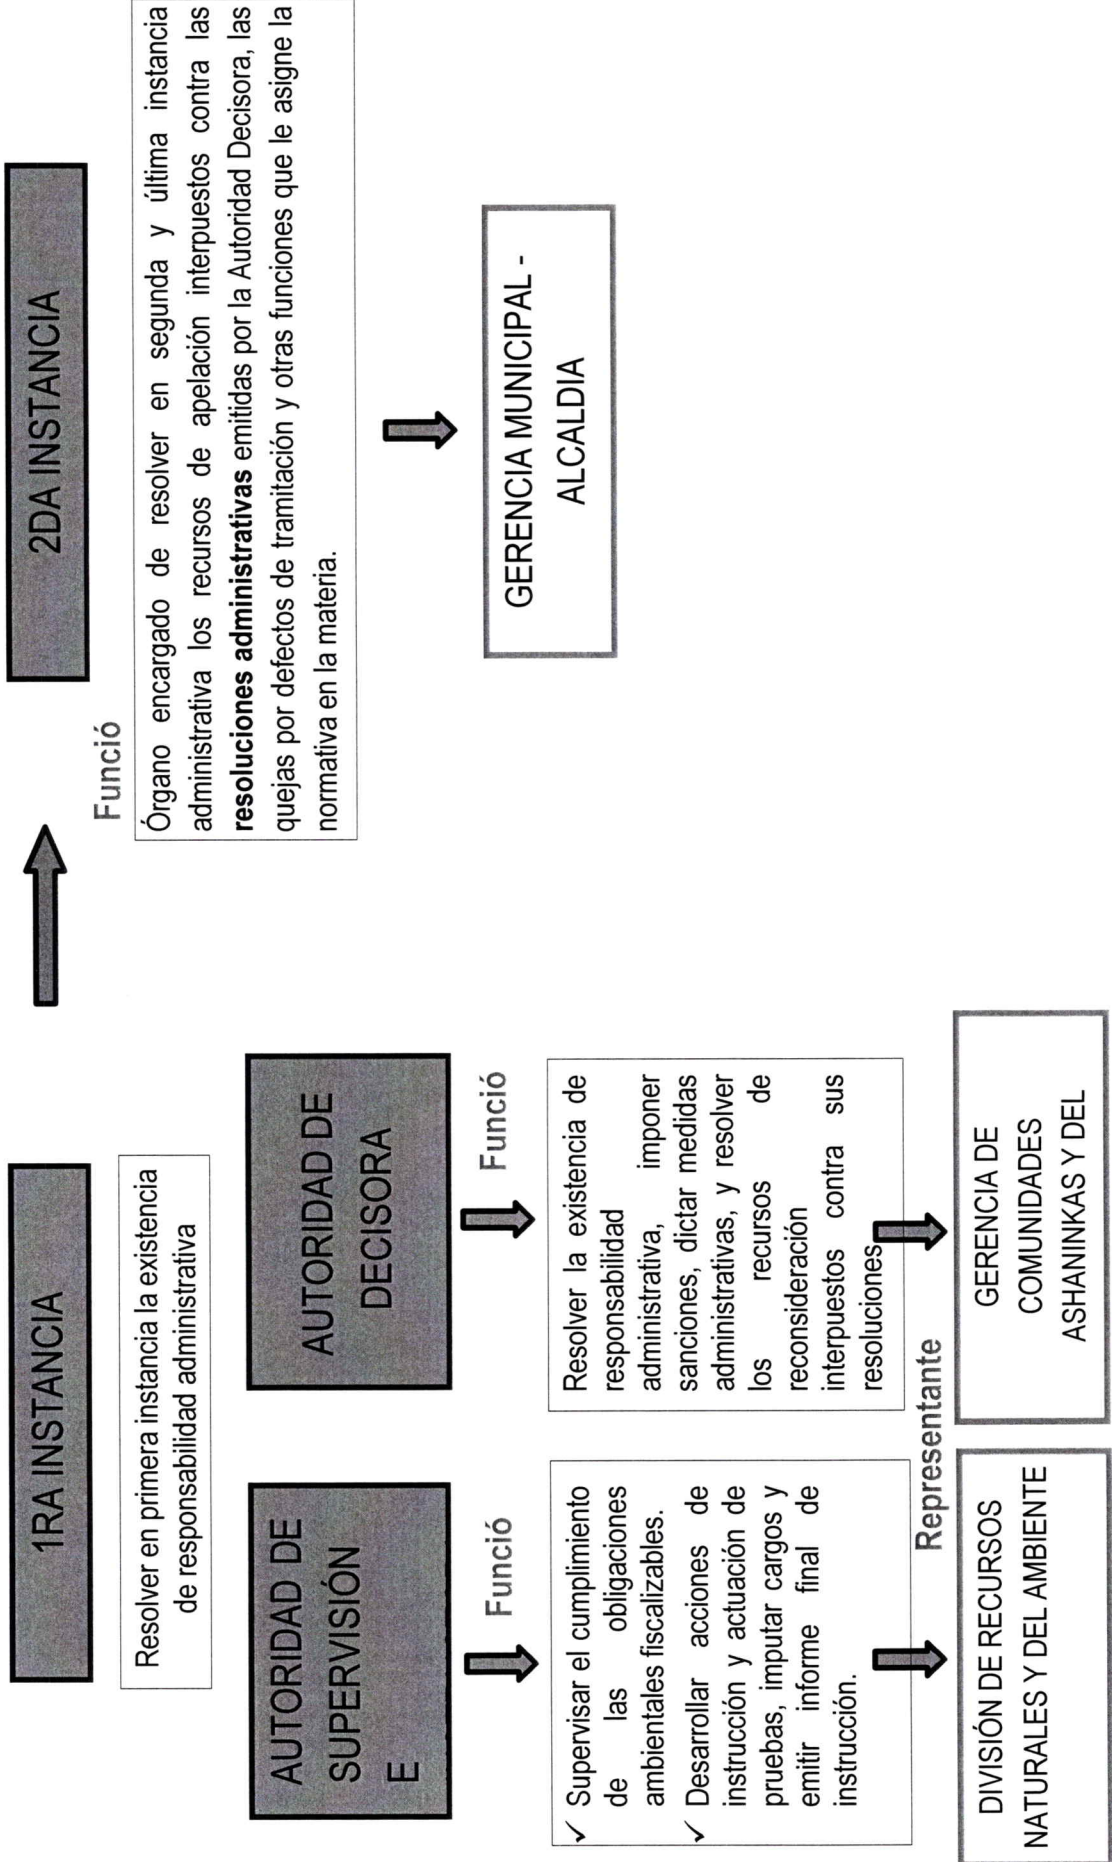 1RA INSTANCIA
Resolver en primera instancia la existencia
de responsabilidad administrativa
AUTORIDAD DE
SUPERVISIÓN
E
Funció
✓ Supervisar el cumplimiento
de las obligaciones
ambientales fiscalizables.
✓ Desarrollar acciones de
instrucción y actuación de
pruebas, imputar cargos y
emitir informe final de
instrucción.
DIVISIÓN DE RECURSOS
NATURALES Y DEL AMBIENTE
AUTORIDAD DE
DECISORA
Funció
Resolver la existencia de
responsabilidad
administrativa, imponer
sanciones, dictar medidas
administrativas, y resolver
los recursos de
reconsideración
interpuestos contra sus
resoluciones
Representante
GERENCIA DE
COMUNIDADES
ASHANINKAS Y DEL
2DA INSTANCIA
Funció
Órgano encargado de resolver en segunda y última instancia
administrativa los recursos de apelación interpuestos contra las
resoluciones administrativas emitidas por la Autoridad Decisora, las
quejas por defectos de tramitación y otras funciones que le asigne la
normativa en la materia.
GERENCIA MUNICIPAL -
ALCALDIA